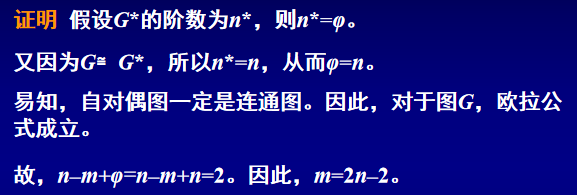 证明 假设G*的阶数为n*，则n*=φ。
又因为G≅ G*，所以n*=n，从而φ=n。
易知，自对偶图一定是连通图。因此，对于图G，欧拉公
式成立。
故，n–m+φ=n–m+n=2。因此，m=2n–2。